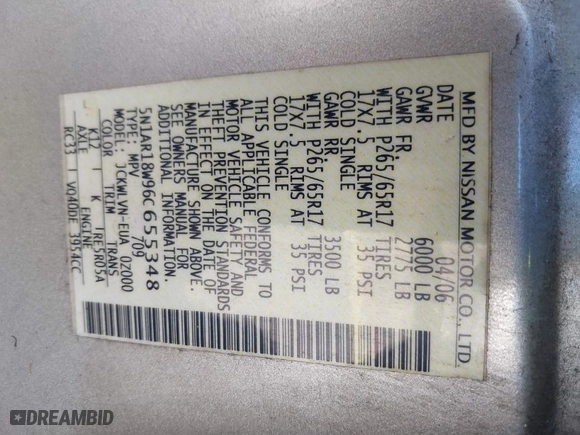 MFD BY NISSAN MOTOR CO., LTD.
DATE 04/06
GVWR 6000 LB
GAWR FR. 2775 LB
WITH P265/65R17 TIRES
17X7.5 RIMS AT 35 PSI
COLD SINGLE
GAWR RR. 3500 LB
WITH P265/65R17 TIRES
17X7.5 RIMS AT 35 PSI
COLD SINGLE
THIS VEHICLE CONFORMS TO
ALL APPLICABLE FEDERAL
MOTOR VEHICLE SAFETY AND
THEFT PREVENTION STANDARDS
IN EFFECT ON THE DATE OF
MANUFACTURE SHOWN ABOVE.
SEE OWNERS MANUAL FOR
ADDITIONAL INFORMATION.
5N1AR18W96C655348
TYPE: MPV 709
MODEL: JCKWLVN-EUA 02000
COLOR TRIM TRANS
K12 K RE5R05A
AXLE ENGINE
RC33 VQ40DE 3954CC
DREAMBID